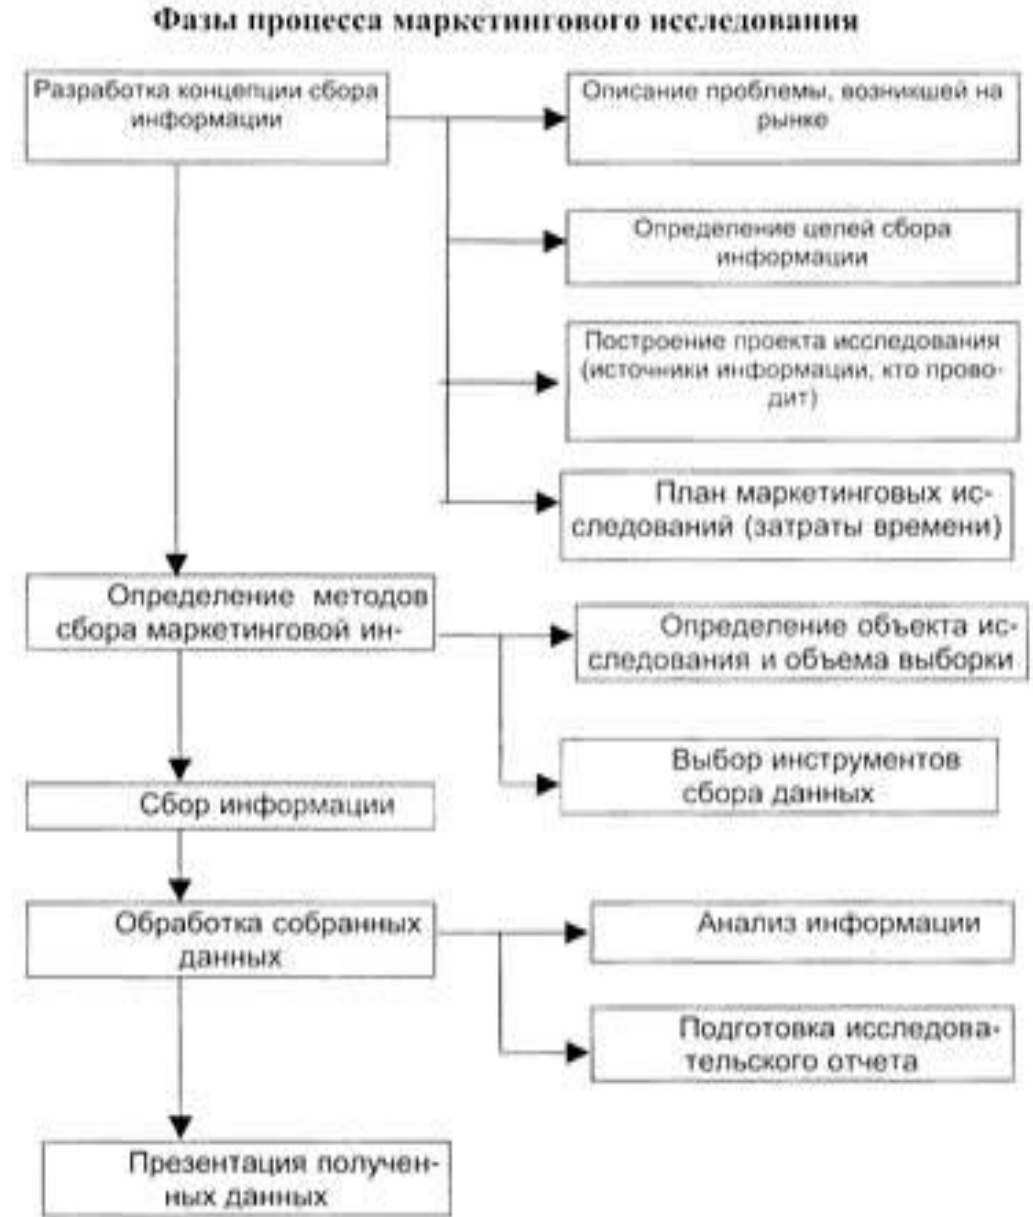 Фазы процесса маркетингового исследования
Разработка концепции сбора
информации
Описание проблемы, возникшей на
рынке
Определение целей сбора
информации
Построение проекта исследования
(источники информации, кто прово-
дит)
План маркетинговых ис-
следований (затраты времени)
Определение методов
сбора маркетинговой ин-
Определение объекта ис-
следования и объема выборки
Выбор инструментов
сбора данных
Сбор информации
Обработка собранных
данных
Анализ информации
Подготовка исследова-
тельского отчета
Презентация получен-
ных данных